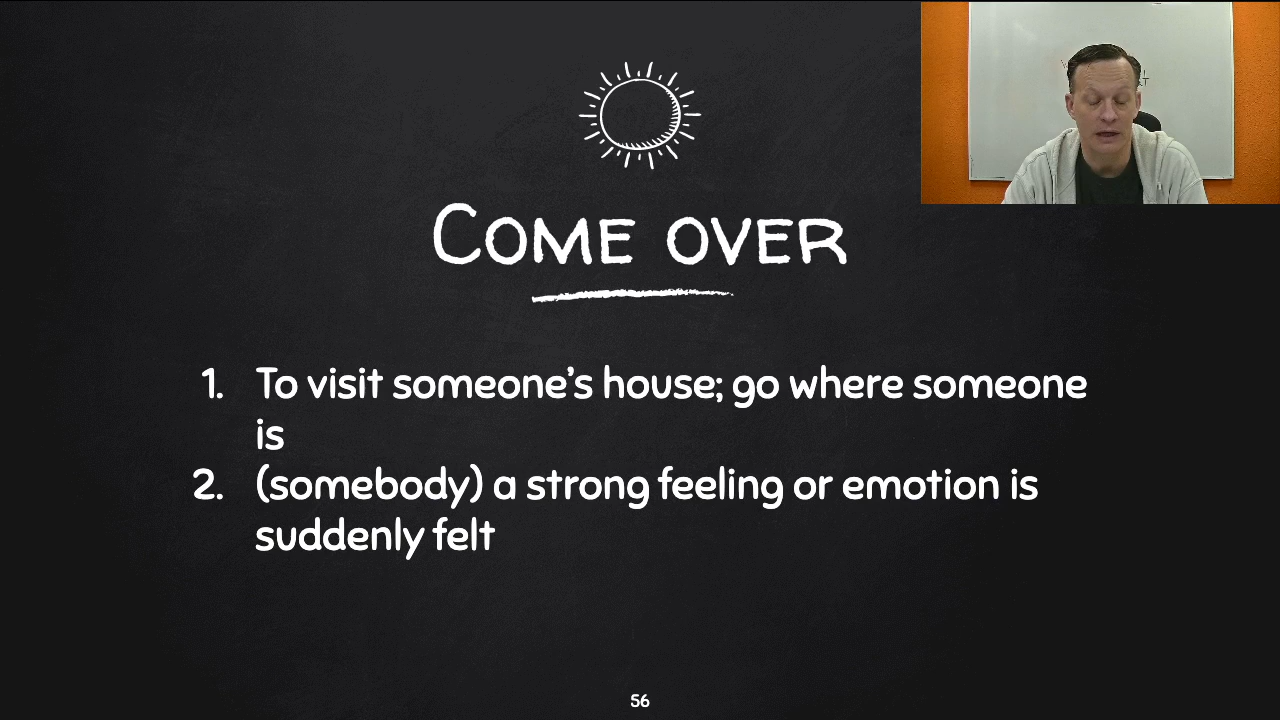 Come over
1. To visit someone's house; go where someone
is
2. (somebody) a strong feeling or emotion is
suddenly felt
56